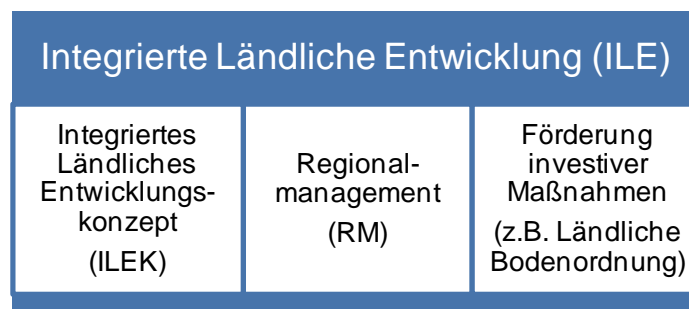 Integrierte Ländliche Entwicklung (ILE)
Integriertes
Ländliches
Entwicklungs-
konzept
(ILEK)
Regional-
management
(RM)
Förderung
investiver
Maßnahmen
(z.B. Ländliche
Bodenordnung)